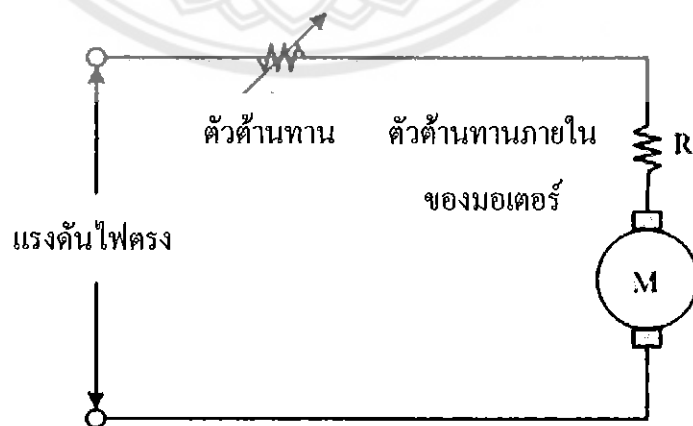 ตัวต้านทาน
ตัวต้านทานภายใน
ของมอเตอร์
R
แรงดันไฟตรง
M